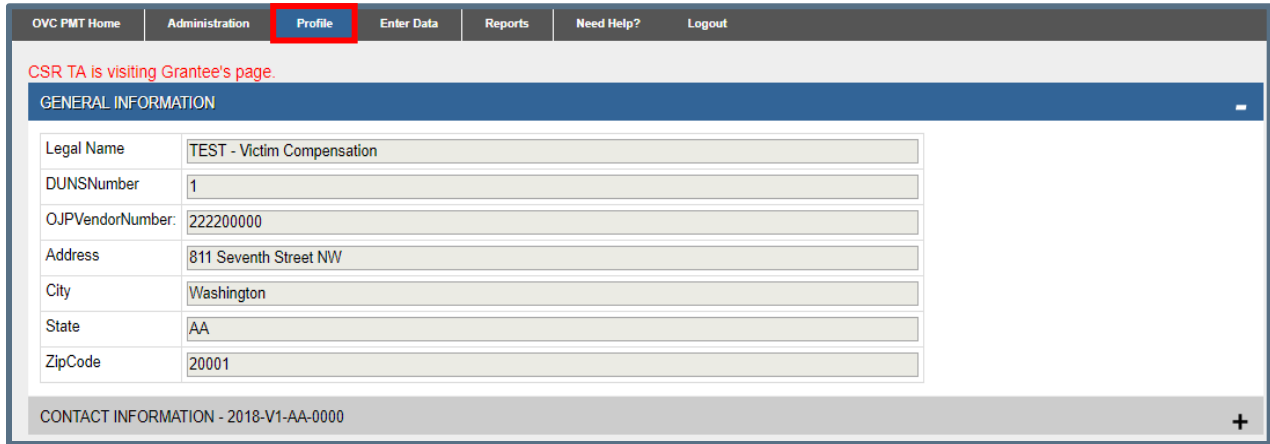 OVC PMT Home Administration Profile Enter Data Reports Need Help? Logout
CSR TA is visiting Grantee's page.
GENERAL INFORMATION -
Legal Name TEST - Victim Compensation
DUNSNumber 1
OJPVendorNumber: 222200000
Address 811 Seventh Street NW
City Washington
State AA
ZipCode 20001
CONTACT INFORMATION - 2018-V1-AA-0000 +